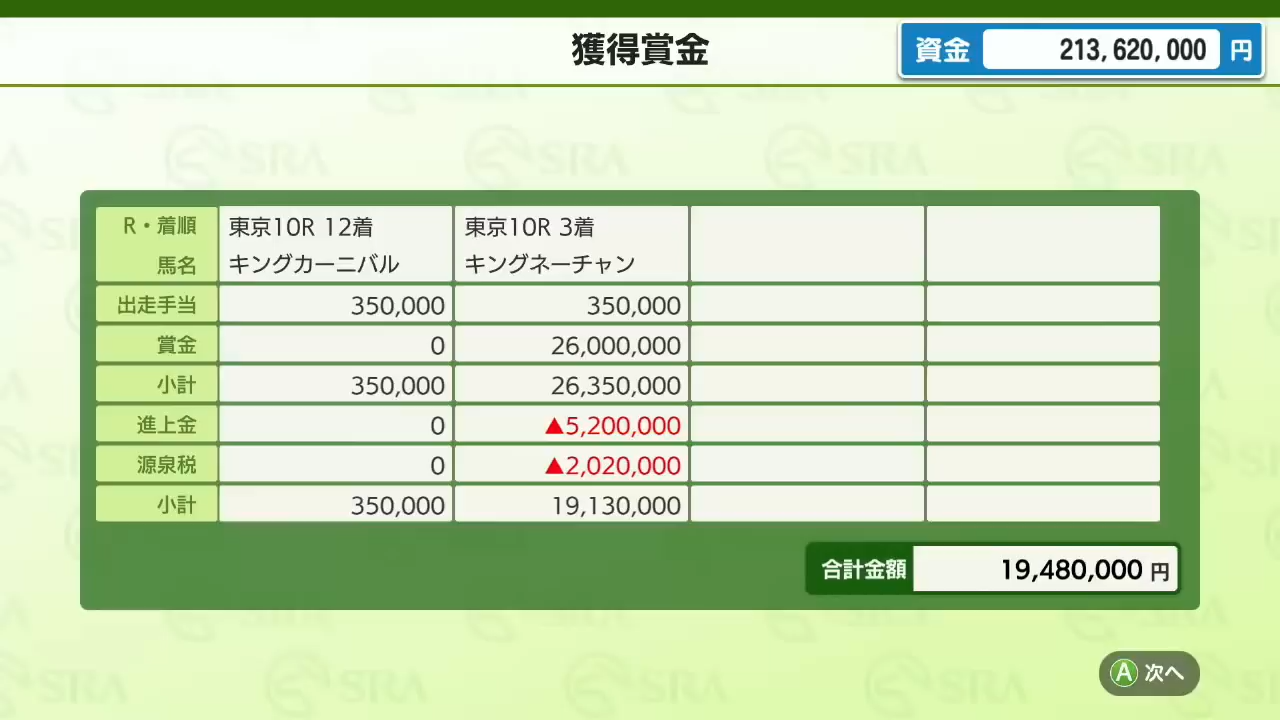 獲得賞金
資金 213,620,000 円
R・着順 東京10R 12着 東京10R 3着
馬名 キングカーニバル キングネーチャン
出走手当 350,000 350,000
賞金 0 26,000,000
小計 350,000 26,350,000
進上金 0 ▲5,200,000
源泉税 0 ▲2,020,000
小計 350,000 19,130,000
合計金額 19,480,000 円
A 次へ
SRA